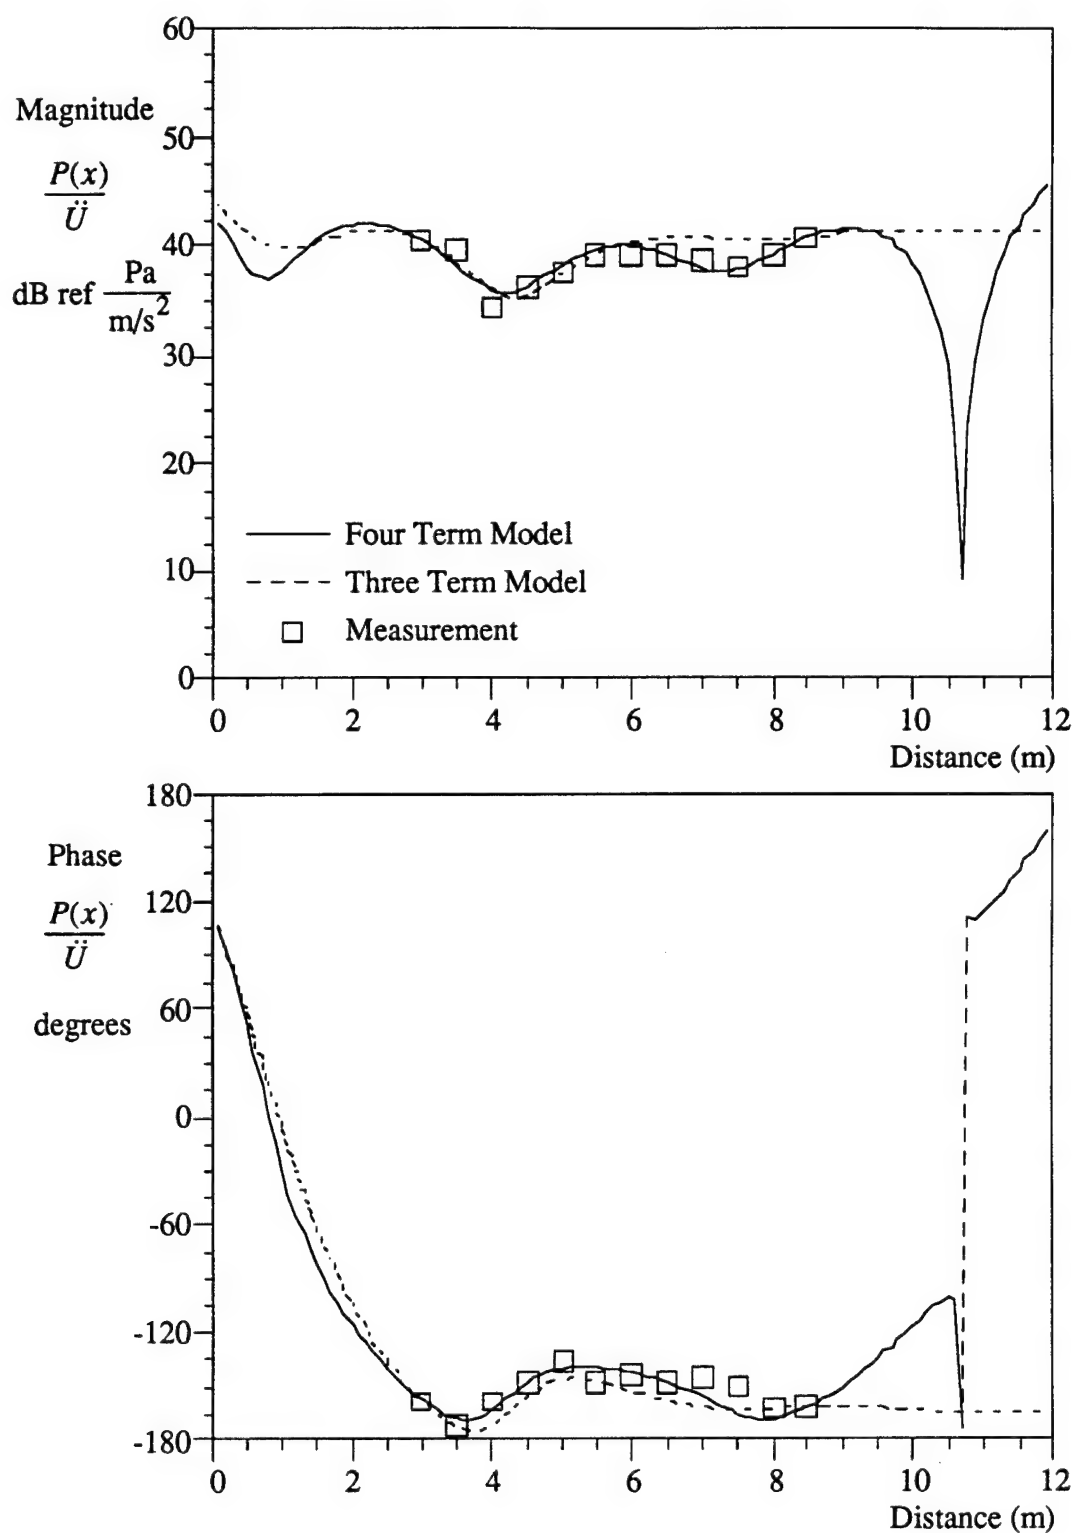 60
Magnitude
50
P(x)
Ü
40
dB ref Pa
m/s²
30
20
Four Term Model
10
Three Term Model
Measurement
0
0 2 4 6 8 10 12
Distance (m)
180
Phase
120
P(x)
Ü
60
degrees
0
-60
-120
-180
0 2 4 6 8 10 12
Distance (m)